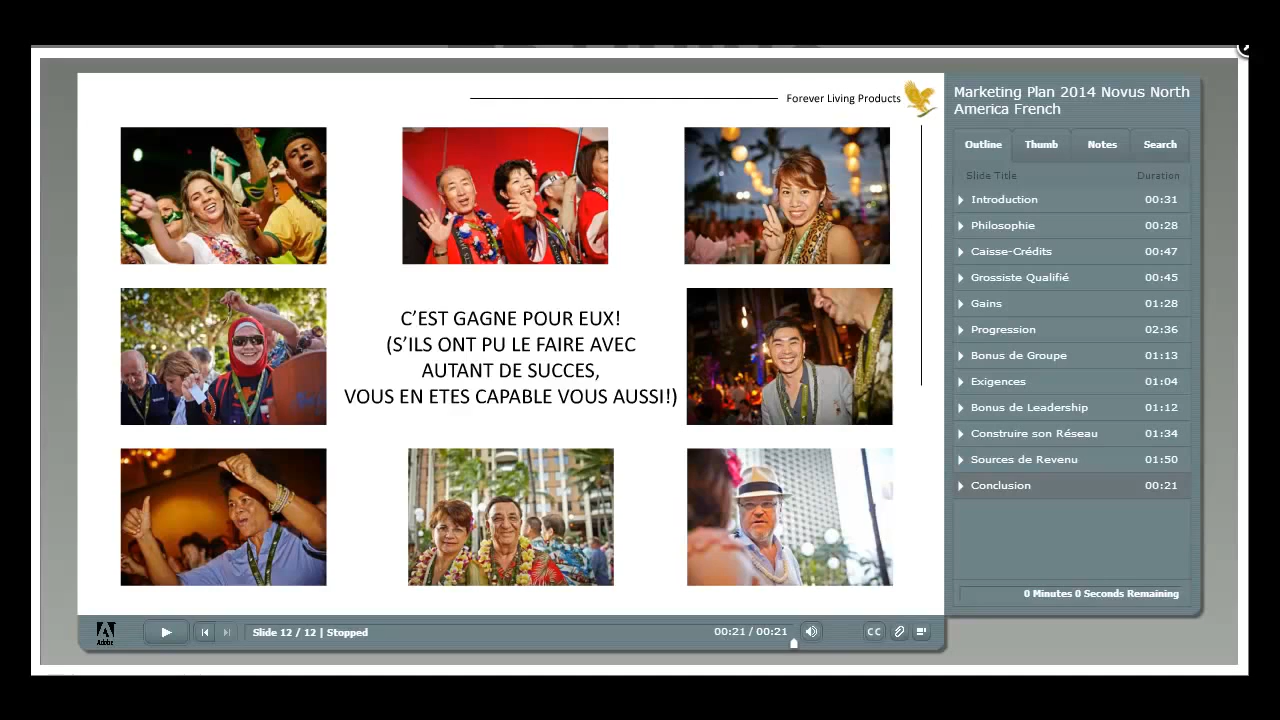 Forever Living Products
C’EST GAGNE POUR EUX!
(S’ILS ONT PU LE FAIRE AVEC
AUTANT DE SUCCES,
VOUS EN ETES CAPABLE VOUS AUSSI!)
Marketing Plan 2014 Novus North
America French
Outline Thumb Notes Search
Slide Title Duration
Introduction 00:31
Philosophie 00:28
Caisse-Crédits 00:47
Grossiste Qualifié 00:45
Gains 01:28
Progression 02:36
Bonus de Groupe 01:13
Exigences 01:04
Bonus de Leadership 01:12
Construire son Réseau 01:34
Sources de Revenu 01:50
Conclusion 00:21
0 Minutes 0 Seconds Remaining
Adobe
Slide 12 / 12 | Stopped
00:21 / 00:21
CC